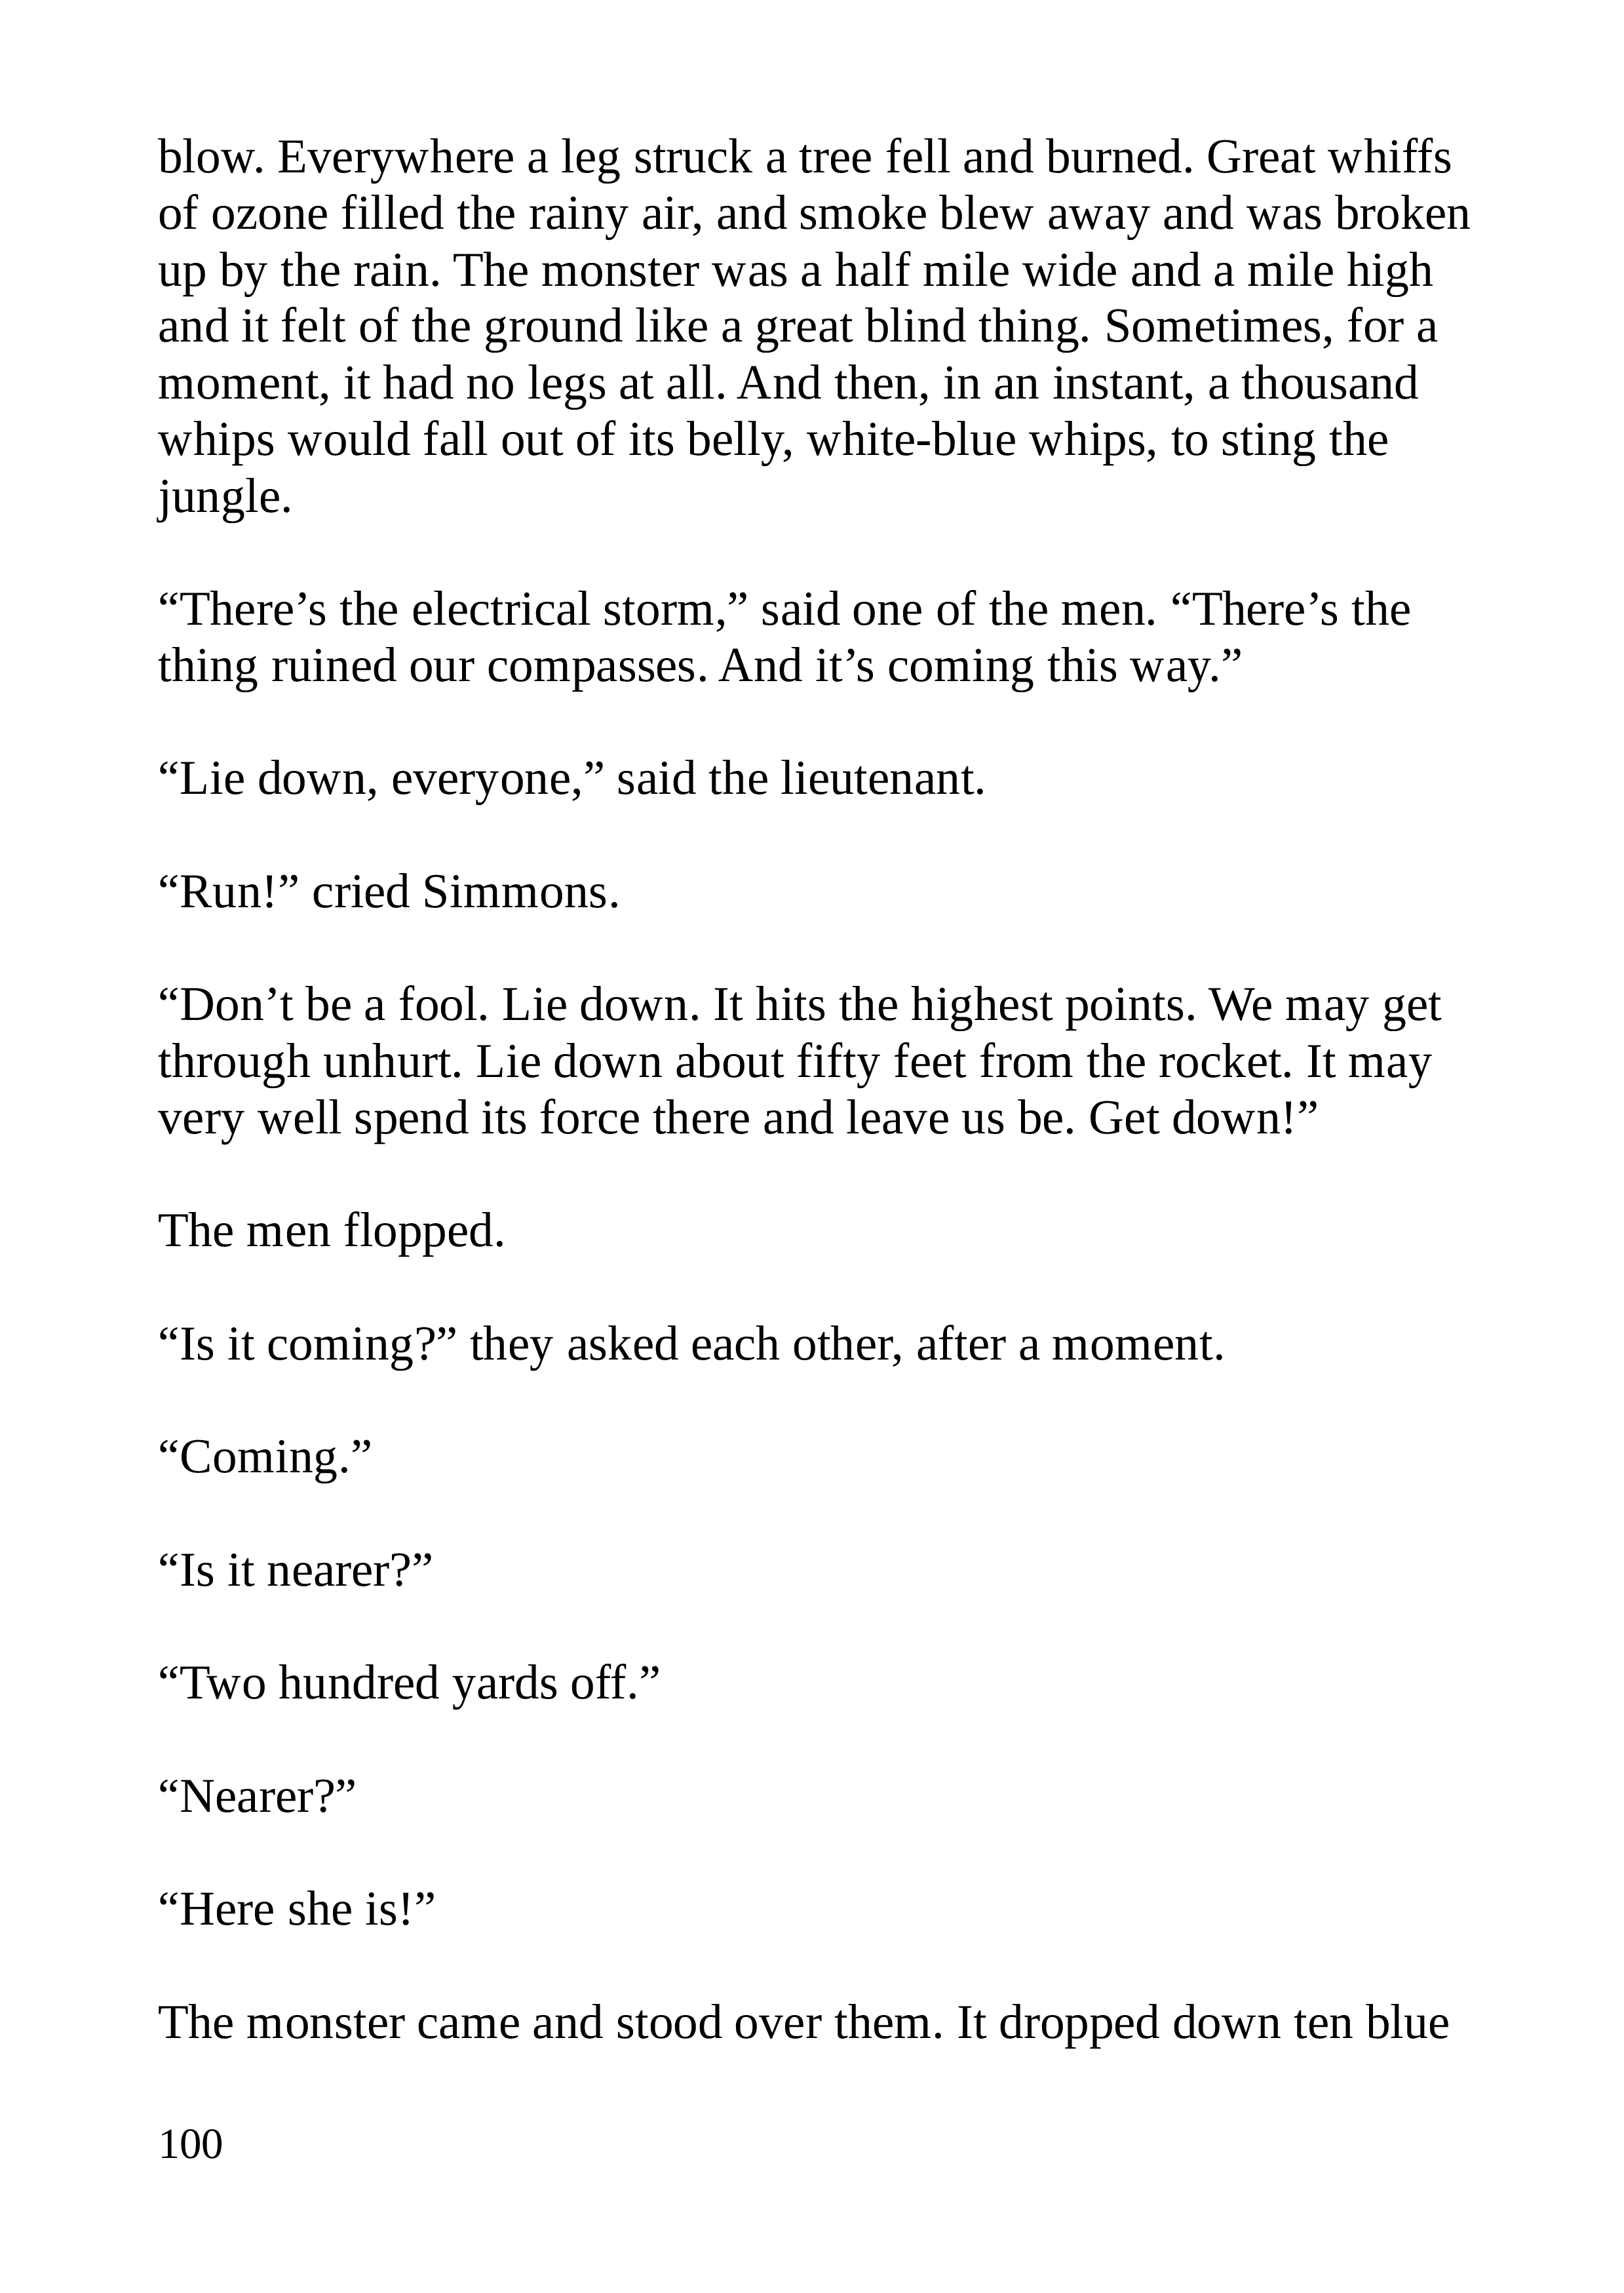 blow. Everywhere a leg struck a tree fell and burned. Great whiffs
of ozone filled the rainy air, and smoke blew away and was broken
up by the rain. The monster was a half mile wide and a mile high
and it felt of the ground like a great blind thing. Sometimes, for a
moment, it had no legs at all. And then, in an instant, a thousand
whips would fall out of its belly, white-blue whips, to sting the
jungle.
“There’s the electrical storm,” said one of the men. “There’s the
thing ruined our compasses. And it’s coming this way.”
“Lie down, everyone,” said the lieutenant.
“Run!” cried Simmons.
“Don’t be a fool. Lie down. It hits the highest points. We may get
through unhurt. Lie down about fifty feet from the rocket. It may
very well spend its force there and leave us be. Get down!”
The men flopped.
“Is it coming?” they asked each other, after a moment.
“Coming.”
“Is it nearer?”
“Two hundred yards off.”
“Nearer?”
“Here she is!”
The monster came and stood over them. It dropped down ten blue
100